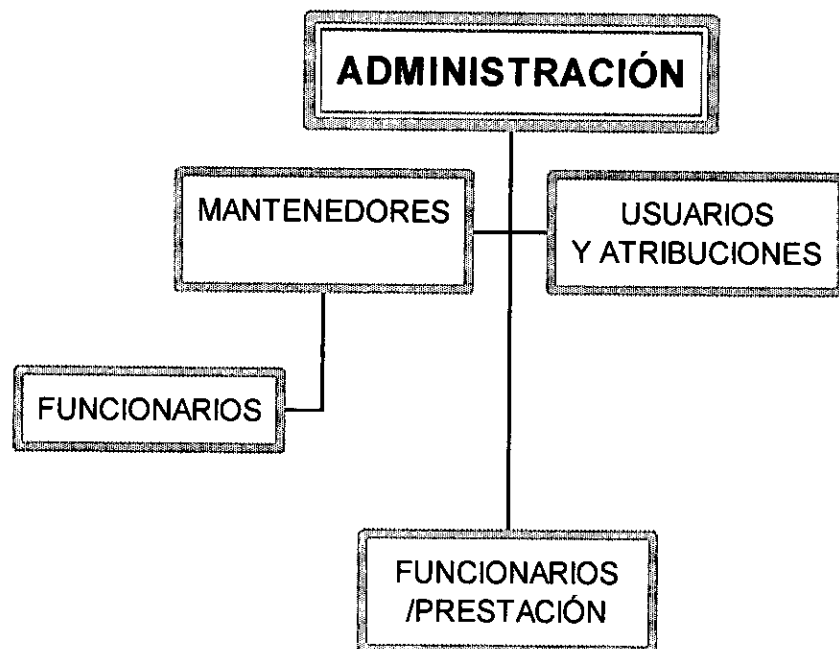 ADMINISTRACIÓN
MANTENEDORES
USUARIOS
Y ATRIBUCIONES
FUNCIONARIOS
FUNCIONARIOS
/PRESTACIÓN